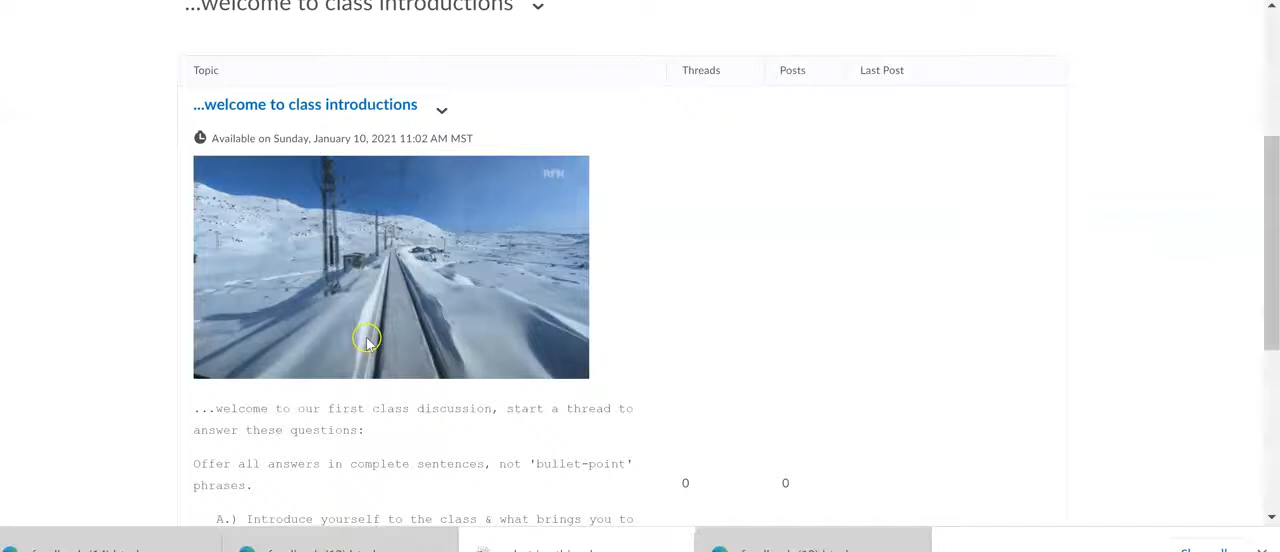 ...welcome to class introductions
Topic Threads Posts Last Post
...welcome to class introductions
Available on Sunday, January 10, 2021 11:02 AM MST
...welcome to our first class discussion, start a thread to
answer these questions:
Offer all answers in complete sentences, not 'bullet-point'
phrases.
0 0
A.) Introduce yourself to the class & what brings you to